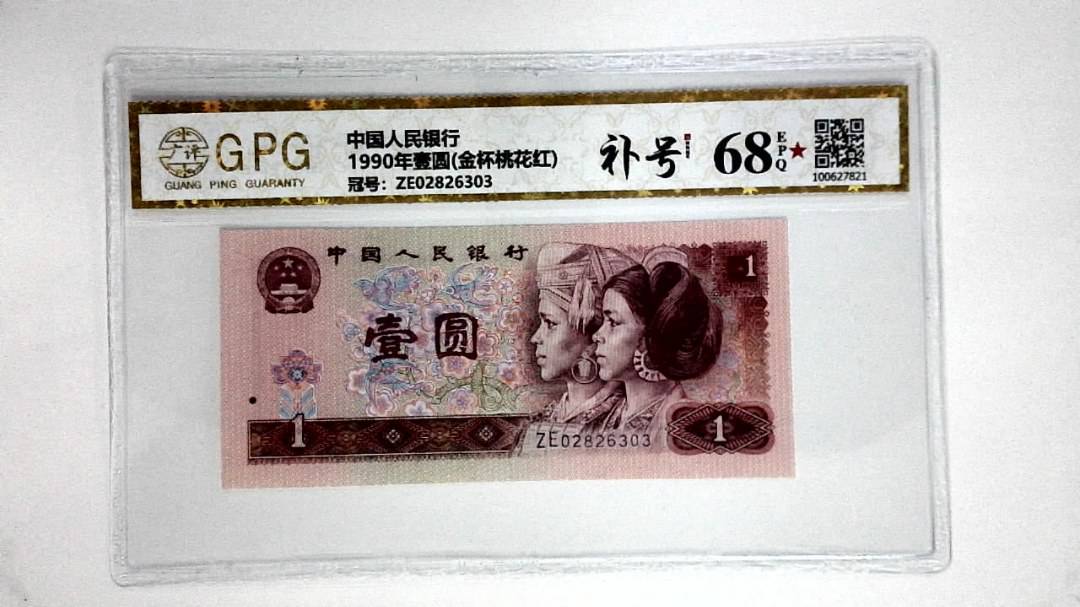 广评
GPG
GUANG PING GUARANTY
中国人民银行
1990年壹圆(金杯桃花红)
冠号：ZE02826303
补号
68
EPQ
100627821
中国人民银行
1
壹圆
1
ZE02826303
1